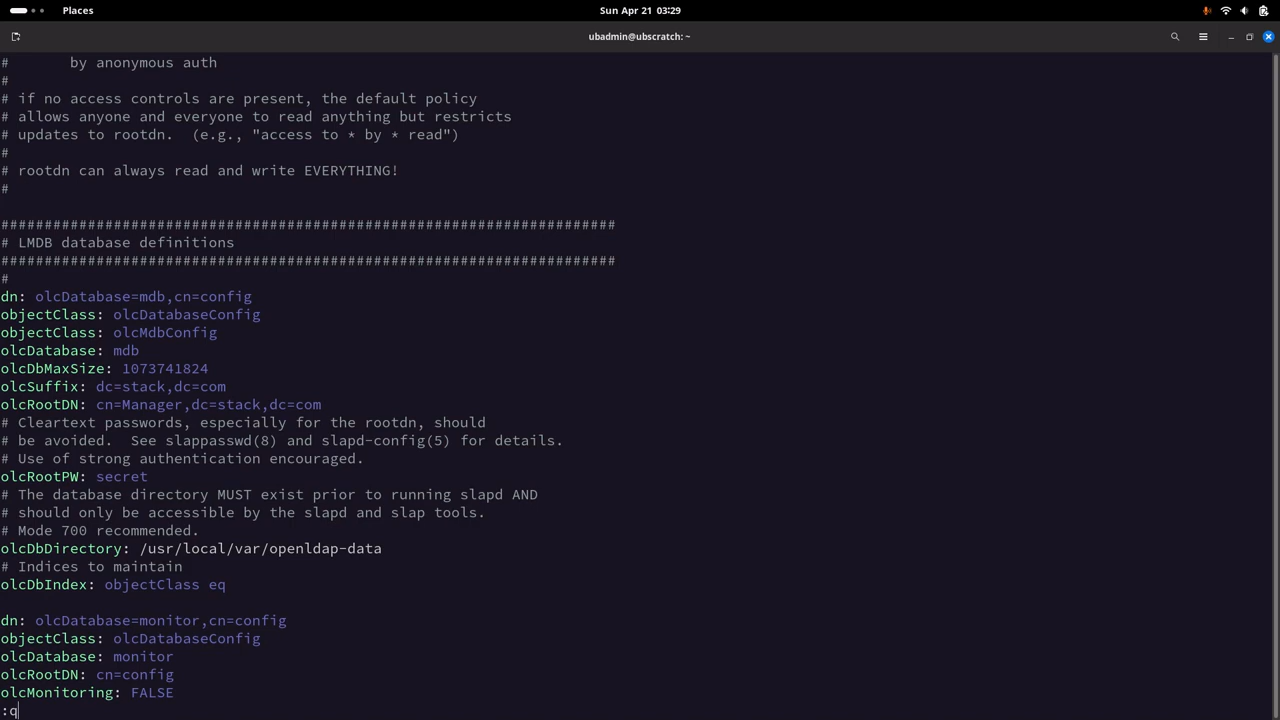 Places
Sun Apr 21 03:29
ubadmin@ubscratch: ~
#       by anonymous auth
#
# if no access controls are present, the default policy
# allows anyone and everyone to read anything but restricts
# updates to rootdn.  (e.g., "access to * by * read")
#
# rootdn can always read and write EVERYTHING!
#
#######################################################################
# LMDB database definitions
#######################################################################
#
dn: olcDatabase=mdb,cn=config
objectClass: olcDatabaseConfig
objectClass: olcMdbConfig
olcDatabase: mdb
olcDbMaxSize: 1073741824
olcSuffix: dc=stack,dc=com
olcRootDN: cn=Manager,dc=stack,dc=com
# Cleartext passwords, especially for the rootdn, should
# be avoided.  See slappasswd(8) and slapd-config(5) for details.
# Use of strong authentication encouraged.
olcRootPW: secret
# The database directory MUST exist prior to running slapd AND
# should only be accessible by the slapd and slap tools.
# Mode 700 recommended.
olcDbDirectory: /usr/local/var/openldap-data
# Indices to maintain
olcDbIndex: objectClass eq
dn: olcDatabase=monitor,cn=config
objectClass: olcDatabaseConfig
olcDatabase: monitor
olcRootDN: cn=config
olcMonitoring: FALSE
:q